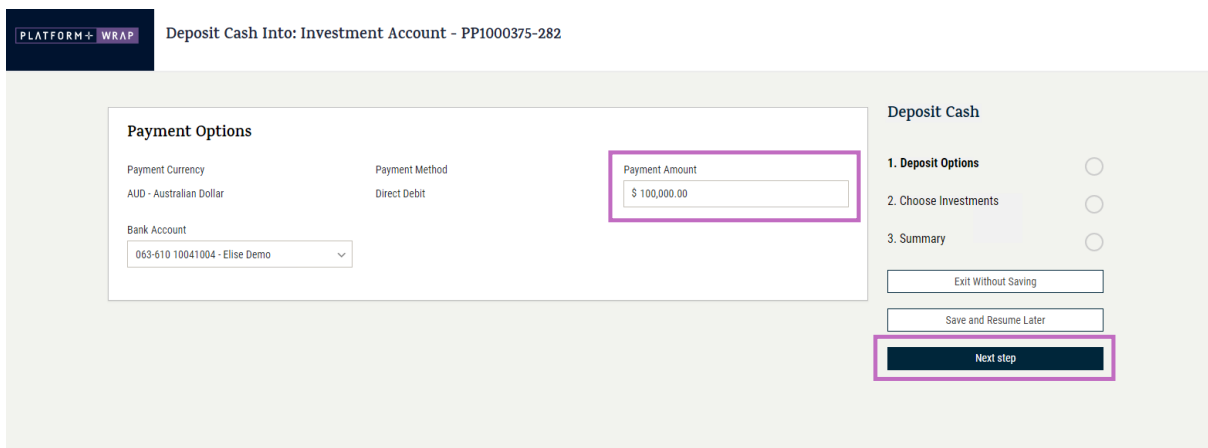 PLATFORM+ WRAP
Deposit Cash Into: Investment Account - PP1000375-282
Payment Options
Payment Currency
Payment Method
Payment Amount
AUD - Australian Dollar
Direct Debit
$ 100,000.00
Bank Account
063-610 10041004 - Elise Demo
Deposit Cash
1. Deposit Options
2. Choose Investments
3. Summary
Exit Without Saving
Save and Resume Later
Next step